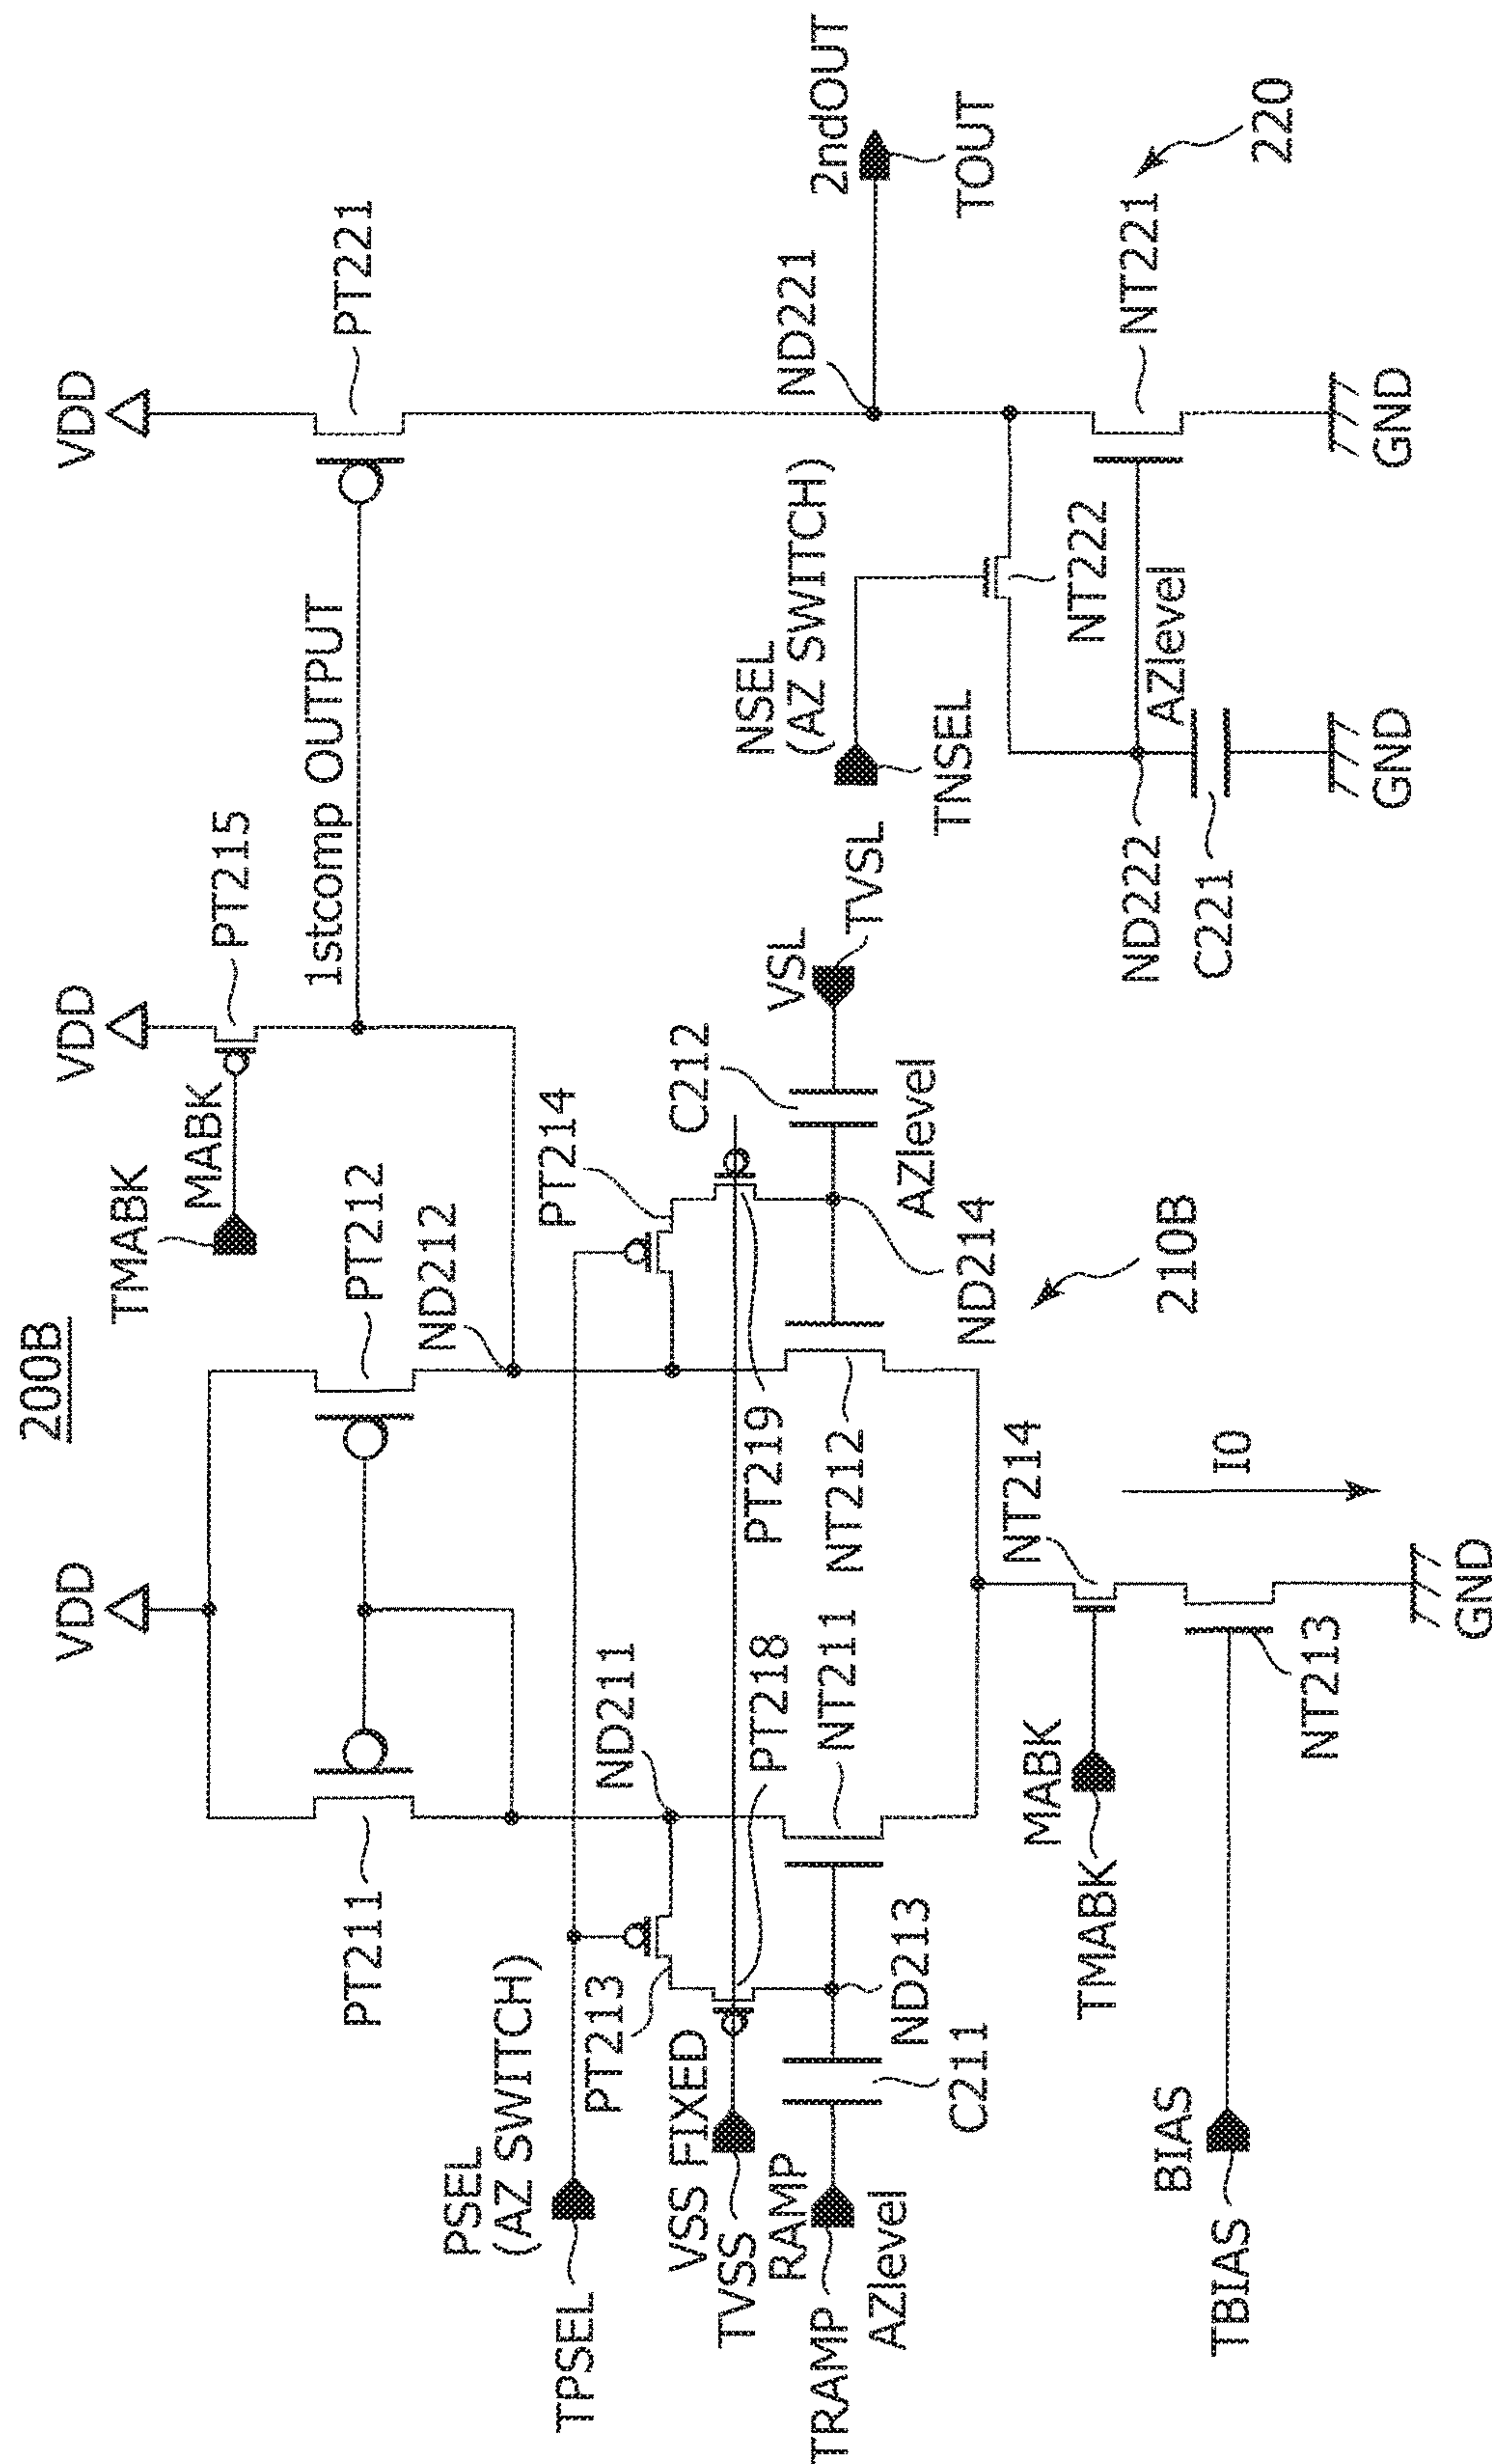 200B
VDD
VDD
VDD
TMABK
MABK
PT215
PT211
PT212
PT221
1stcomp OUTPUT
ND212
PSEL
(AZ SWITCH)
TPSEL
PT213
ND211
PT214
VSS FIXED
TVSS
PT218
PT219
C212
VSL
TVSL
NSEL
(AZ SWITCH)
TNSEL
ND221
2ndOUT
TOUT
RAMP
TRAMP
AZlevel
C211
ND213
NT211
NT212
AZlevel
ND214
NT222
AZlevel
ND222
C221
NT221
220
MABK
TMABK
NT214
210B
BIAS
TBIAS
NT213
I0
GND
GND
GND